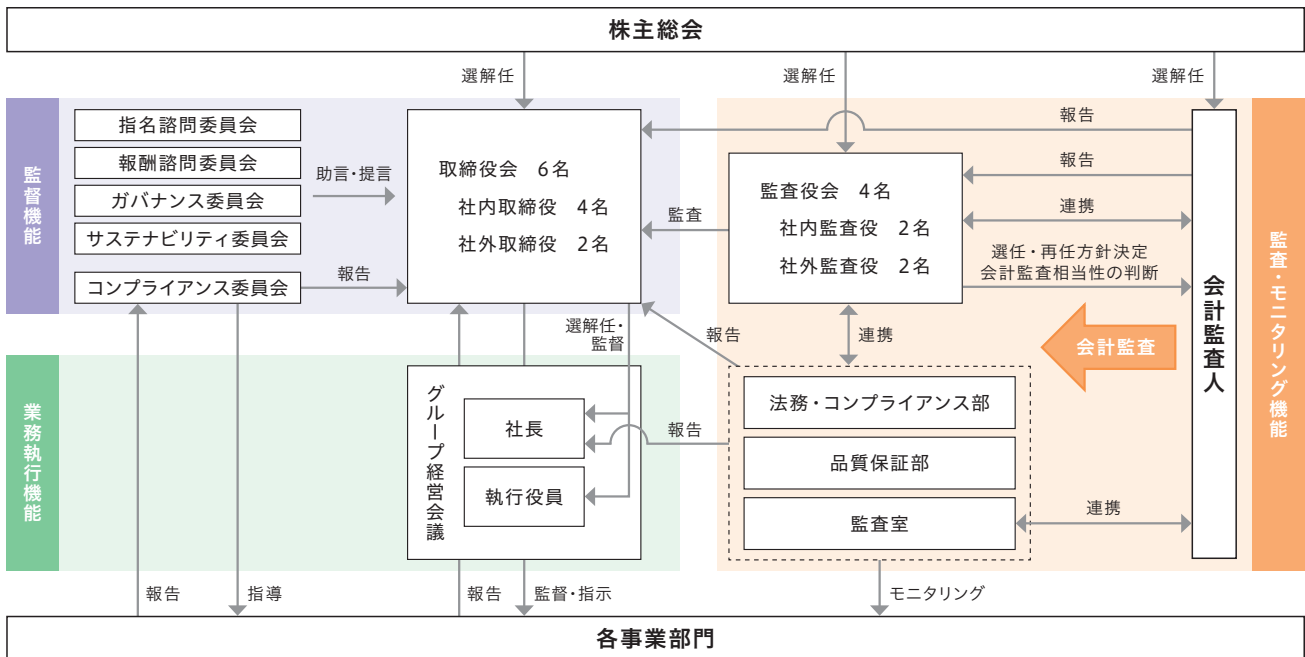 株主総会
選解任
選解任
選解任
監督機能
指名諮問委員会
報酬諮問委員会
ガバナンス委員会
サステナビリティ委員会
コンプライアンス委員会
助言・提言
報告
取締役会　6名
社内取締役　4名
社外取締役　2名
監査
監査役会　4名
社内監査役　2名
社外監査役　2名
報告
報告
連携
選任・再任方針決定
会計監査相当性の判断
会計監査人
監査・モニタリング機能
選解任・
監督
報告
連携
会計監査
業務執行機能
グループ経営会議
社長
執行役員
報告
法務・コンプライアンス部
品質保証部
監査室
連携
報告
指導
報告
監督・指示
モニタリング
各事業部門